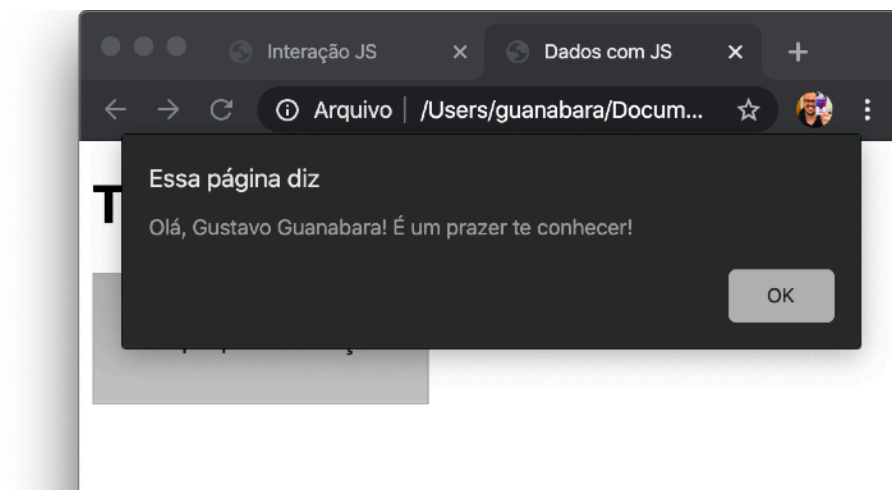 Interação JS
Dados com JS
Arquivo | /Users/guanabara/Docum...
T
Essa página diz
Olá, Gustavo Guanabara! É um prazer te conhecer!
OK